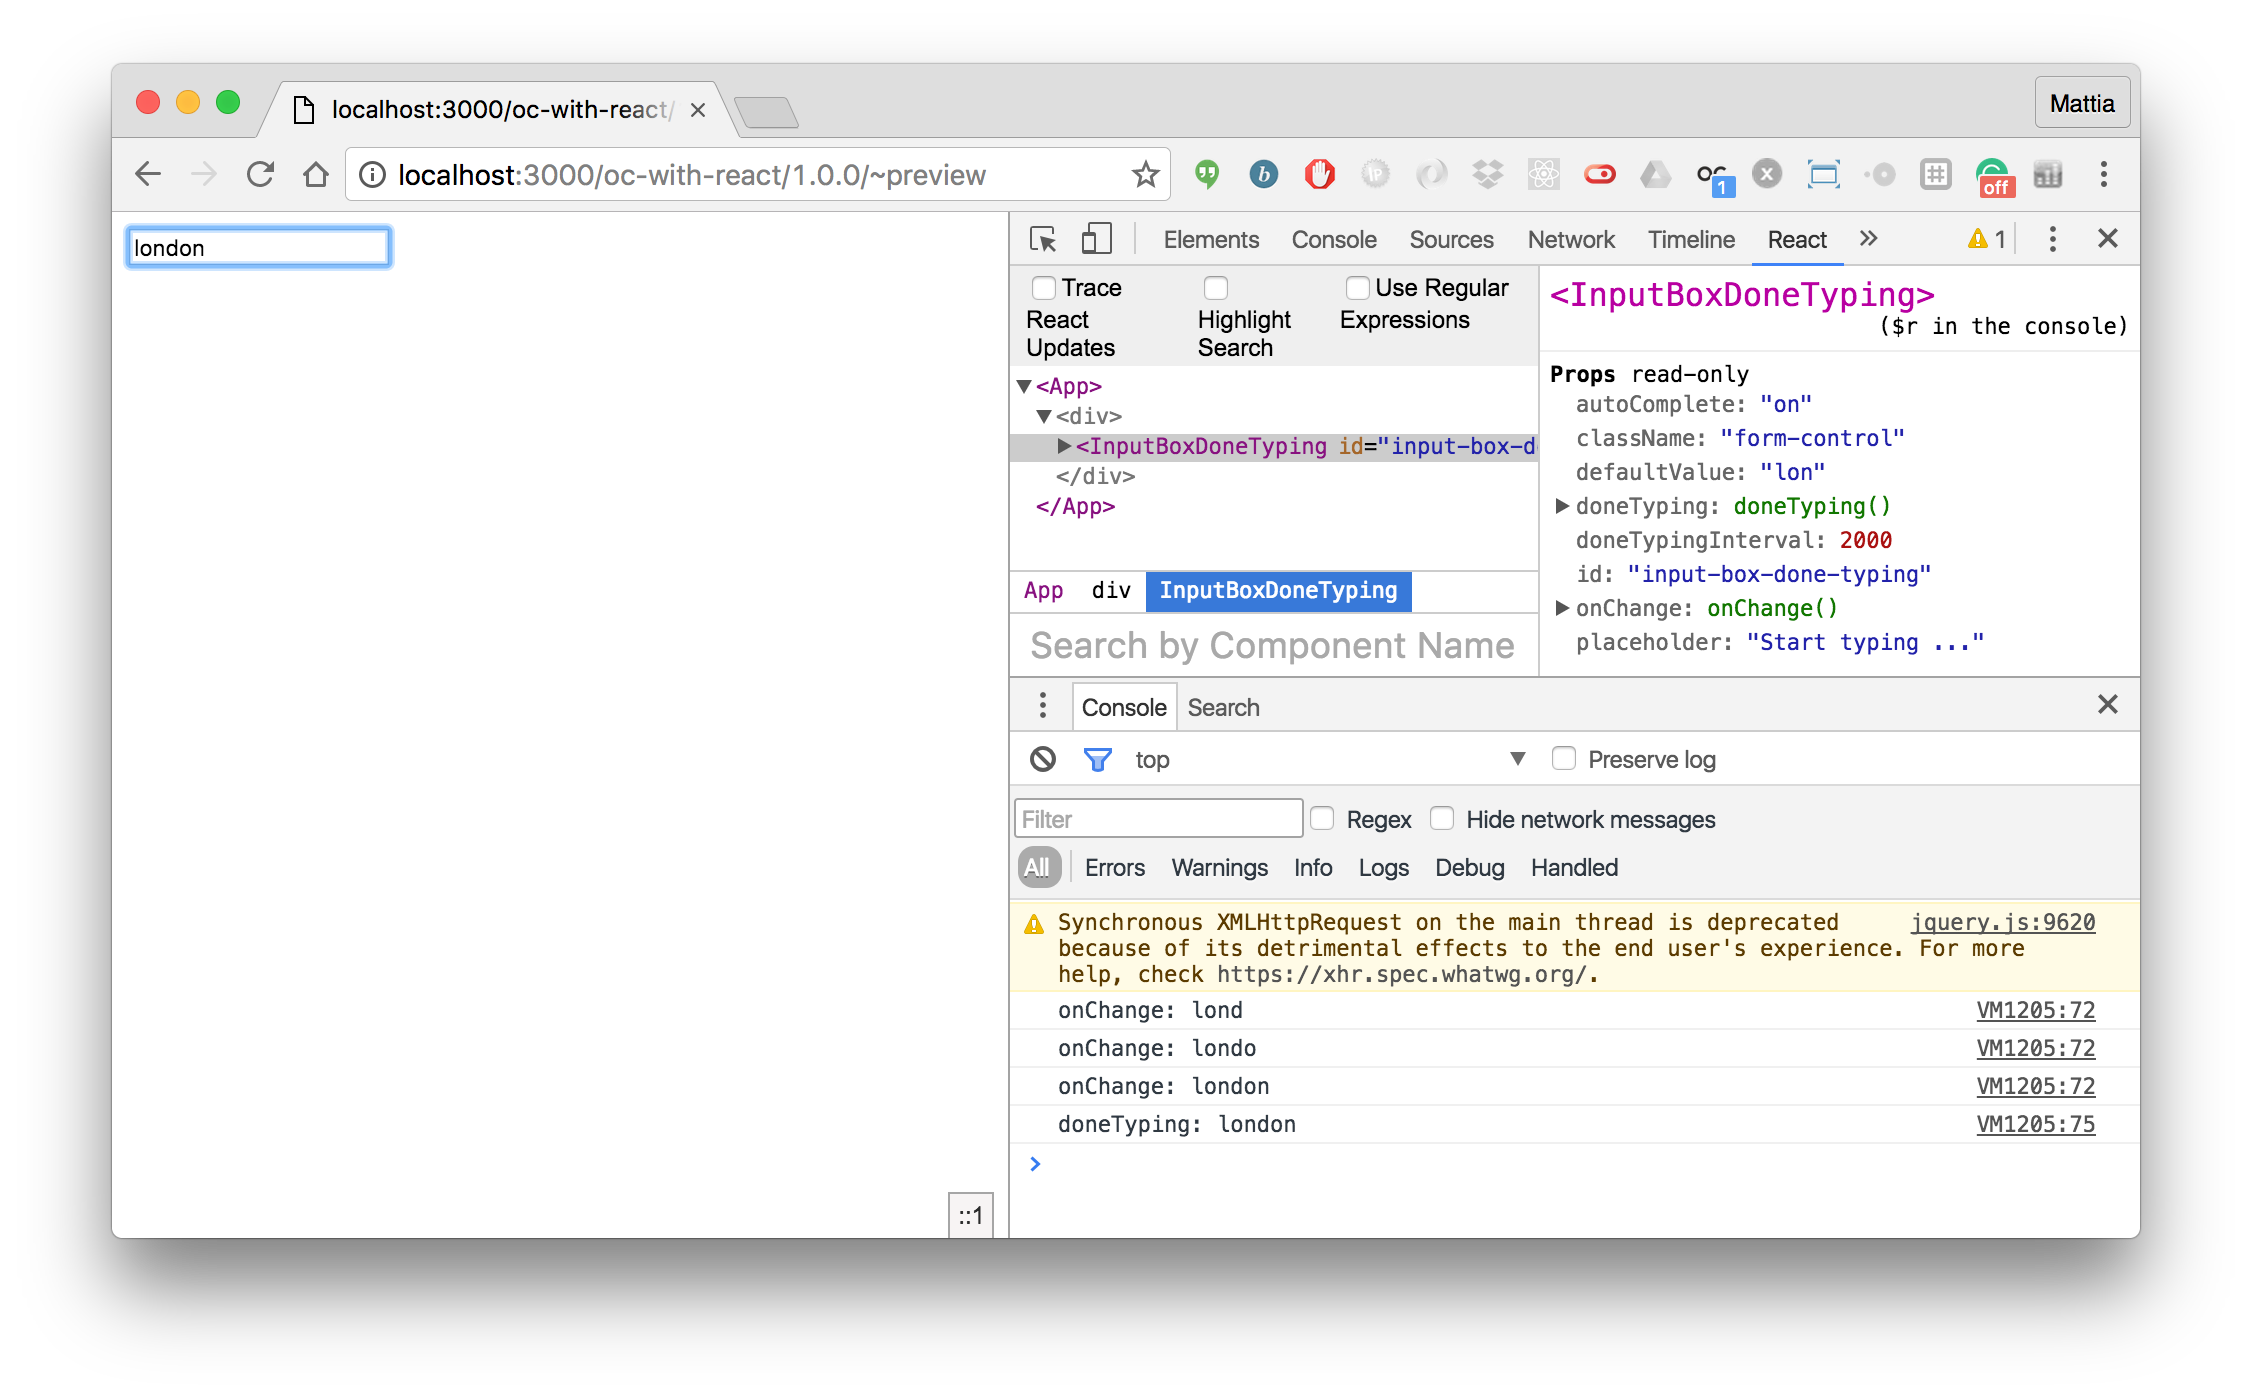 localhost:3000/oc-with-react/
Mattia
localhost:3000/oc-with-react/1.0.0/~preview
b
1
off
london
Elements Console Sources Network Timeline React 1
Trace React Updates
Highlight Search
Use Regular Expressions
<App>
<div>
<InputBoxDoneTyping id="input-box-d
</div>
</App>
App div InputBoxDoneTyping
Search by Component Name
<InputBoxDoneTyping>
($r in the console)
Props read-only
autoComplete: "on"
className: "form-control"
defaultValue: "lon"
doneTyping: doneTyping()
doneTypingInterval: 2000
id: "input-box-done-typing"
onChange: onChange()
placeholder: "Start typing ..."
Console Search
top Preserve log
Filter Regex Hide network messages
All Errors Warnings Info Logs Debug Handled
Synchronous XMLHttpRequest on the main thread is deprecated jquery.js:9620
because of its detrimental effects to the end user's experience. For more
help, check https://xhr.spec.whatwg.org/.
onChange: lond VM1205:72
onChange: londo VM1205:72
onChange: london VM1205:72
doneTyping: london VM1205:75
::1